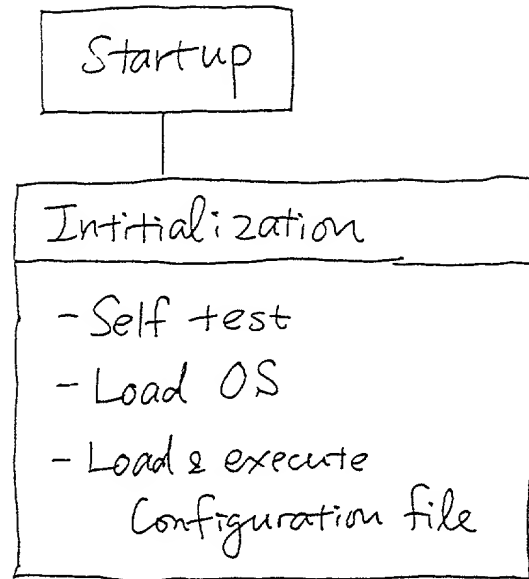 Startup
Intitialization
- Self test
- Load OS
- Load & execute
Configuration file